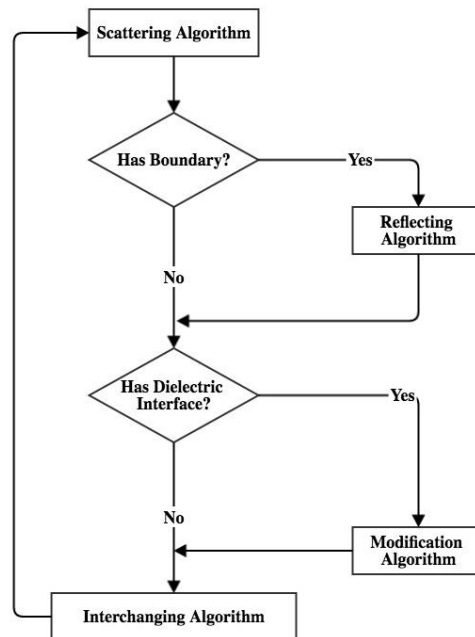 Scattering Algorithm
Has Boundary?
Yes
Reflecting
Algorithm
No
Has Dielectric
Interface?
Yes
No
Modification
Algorithm
Interchanging Algorithm